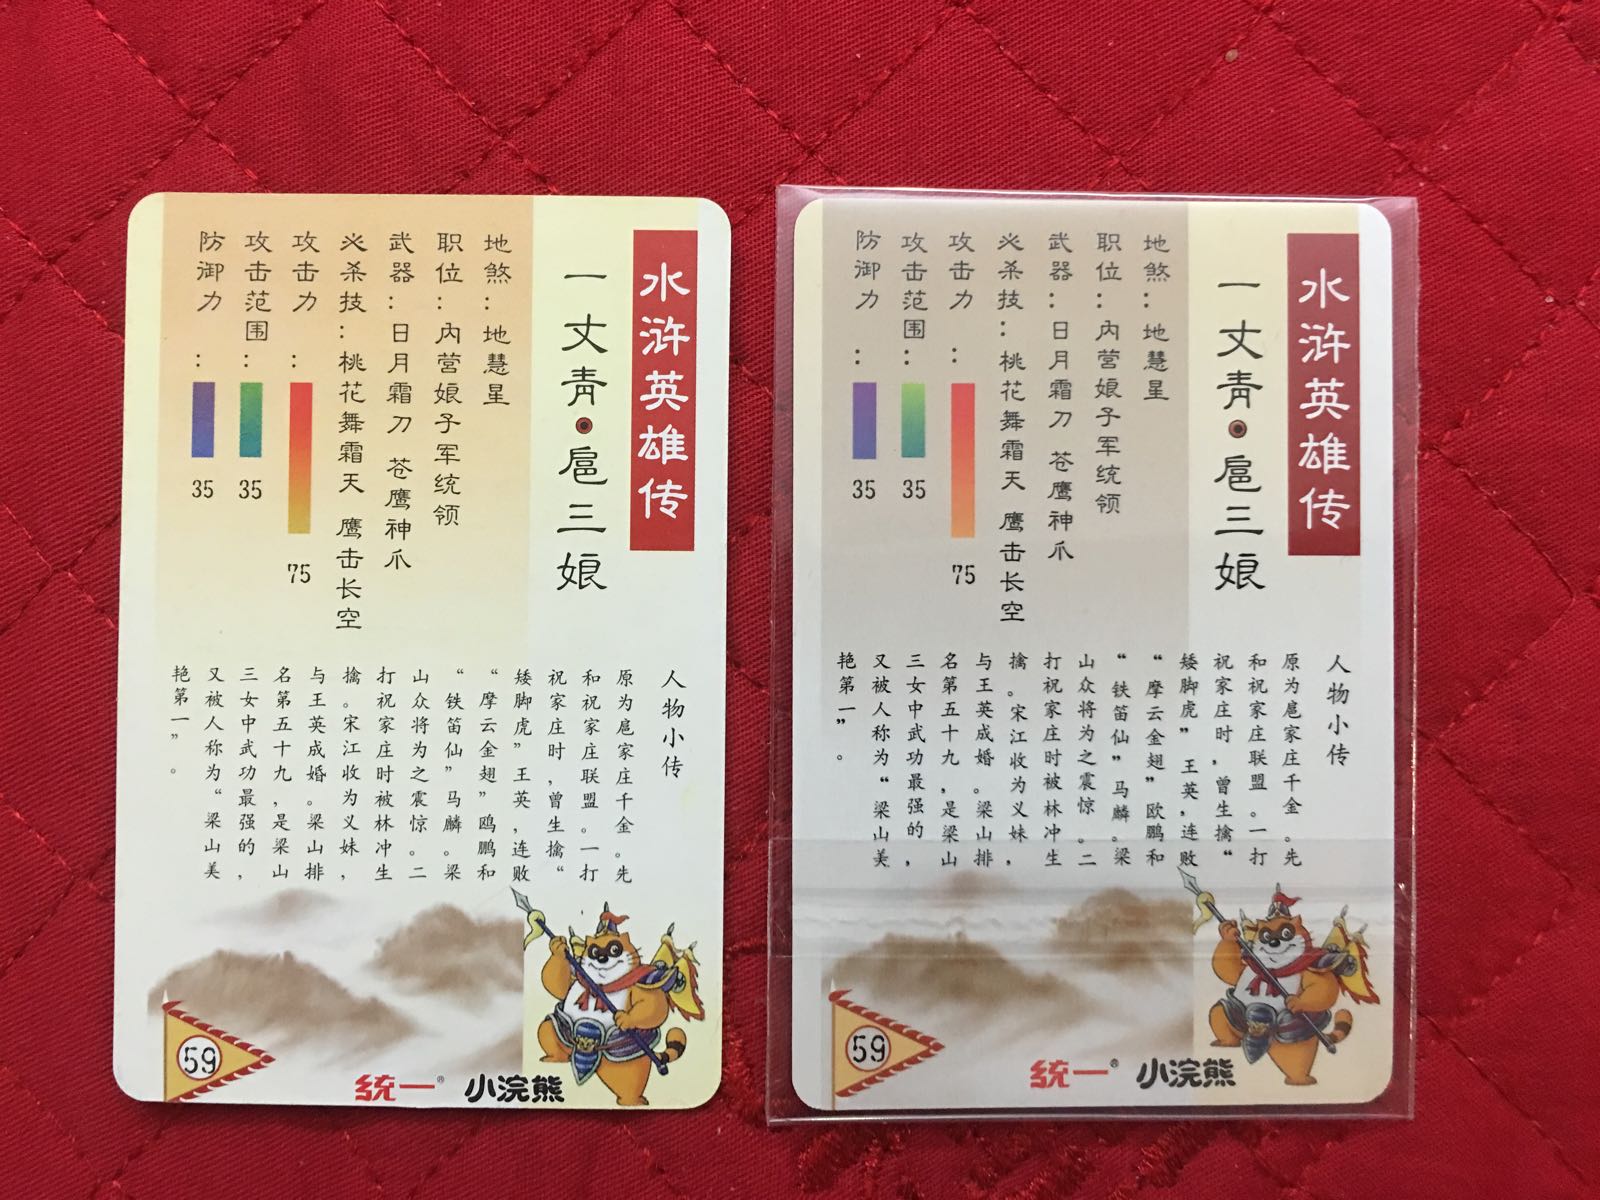 水浒英雄传
一丈青·扈三娘
地煞：地慧星
职位：内营娘子军统领
武器：日月霜刀 苍鹰神爪
必杀技：桃花舞霜天 鹰击长空
攻击力：75
攻击范围：35
防御力：35
人物小传
原为扈家庄千金。先
和祝家庄联盟。一打
祝家庄时，曾生擒“
矮脚虎”王英，连败
“摩云金翅”鸥鹏和
“铁笛仙”马麟。梁
山众将为之震惊。二
打祝家庄时被林冲生
擒。宋江收为义妹，
与王英成婚。梁山排
名第五十九，是梁山
三女中武功最强的，
又被人称为“梁山美
艳第一”。
59
统一® 小浣熊
水浒英雄传
一丈青·扈三娘
地煞：地慧星
职位：内营娘子军统领
武器：日月霜刀 苍鹰神爪
必杀技：桃花舞霜天 鹰击长空
攻击力：75
攻击范围：35
防御力：35
人物小传
原为扈家庄千金。先
和祝家庄联盟。一打
祝家庄时，曾生擒“
矮脚虎”王英，连败
“摩云金翅”欧鹏和
“铁笛仙”马麟。梁
山众将为之震惊。二
打祝家庄时被林冲生
擒。宋江收为义妹，
与王英成婚。梁山排
名第五十九，是梁山
三女中武功最强的，
又被人称为“梁山美
艳第一”。
59
统一® 小浣熊